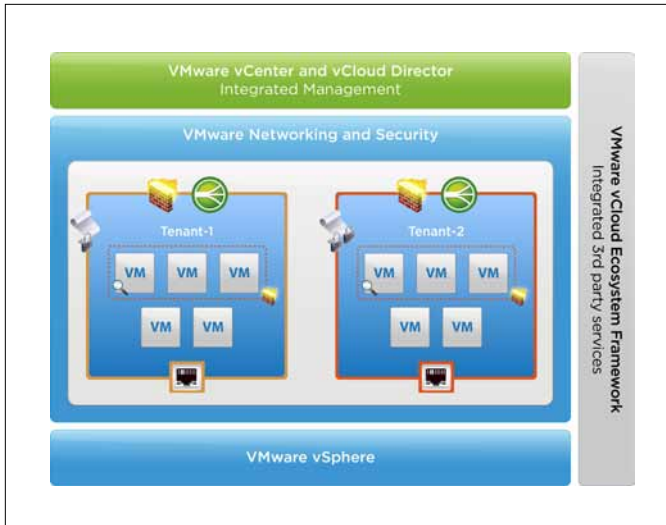 VMware vCenter and vCloud Director
Integrated Management
VMware Networking and Security
Tenant-1
VM VM VM
VM VM
Tenant-2
VM VM VM
VM VM
VMware vSphere
VMware vCloud Ecosystem Framework
Integrated 3rd party services